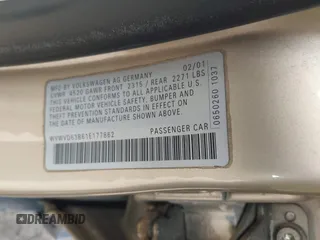 MFD BY VOLKSWAGEN AG GERMANY 02/01
GVWR 4520 GAWR FRONT 2315 / REAR 2271 LBS
THIS VEHICLE CONFORMS TO ALL APPLICABLE
FEDERAL MOTOR VEHICLE SAFETY, BUMPER AND
THEFT PREVENTION STANDARDS IN EFFECT ON
THE DATE OF MANUFACTURE SHOWN ABOVE
PASSENGER CAR
0650260 1037
DREAMBID